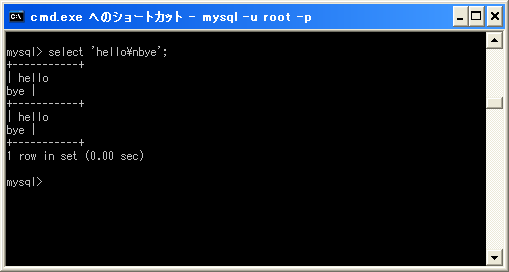 cmd.exe へのショートカット - mysql -u root -p
mysql> select 'hello¥nbye';
+-----------+
| hello
bye |
+-----------+
| hello
bye |
+-----------+
1 row in set (0.00 sec)
mysql>